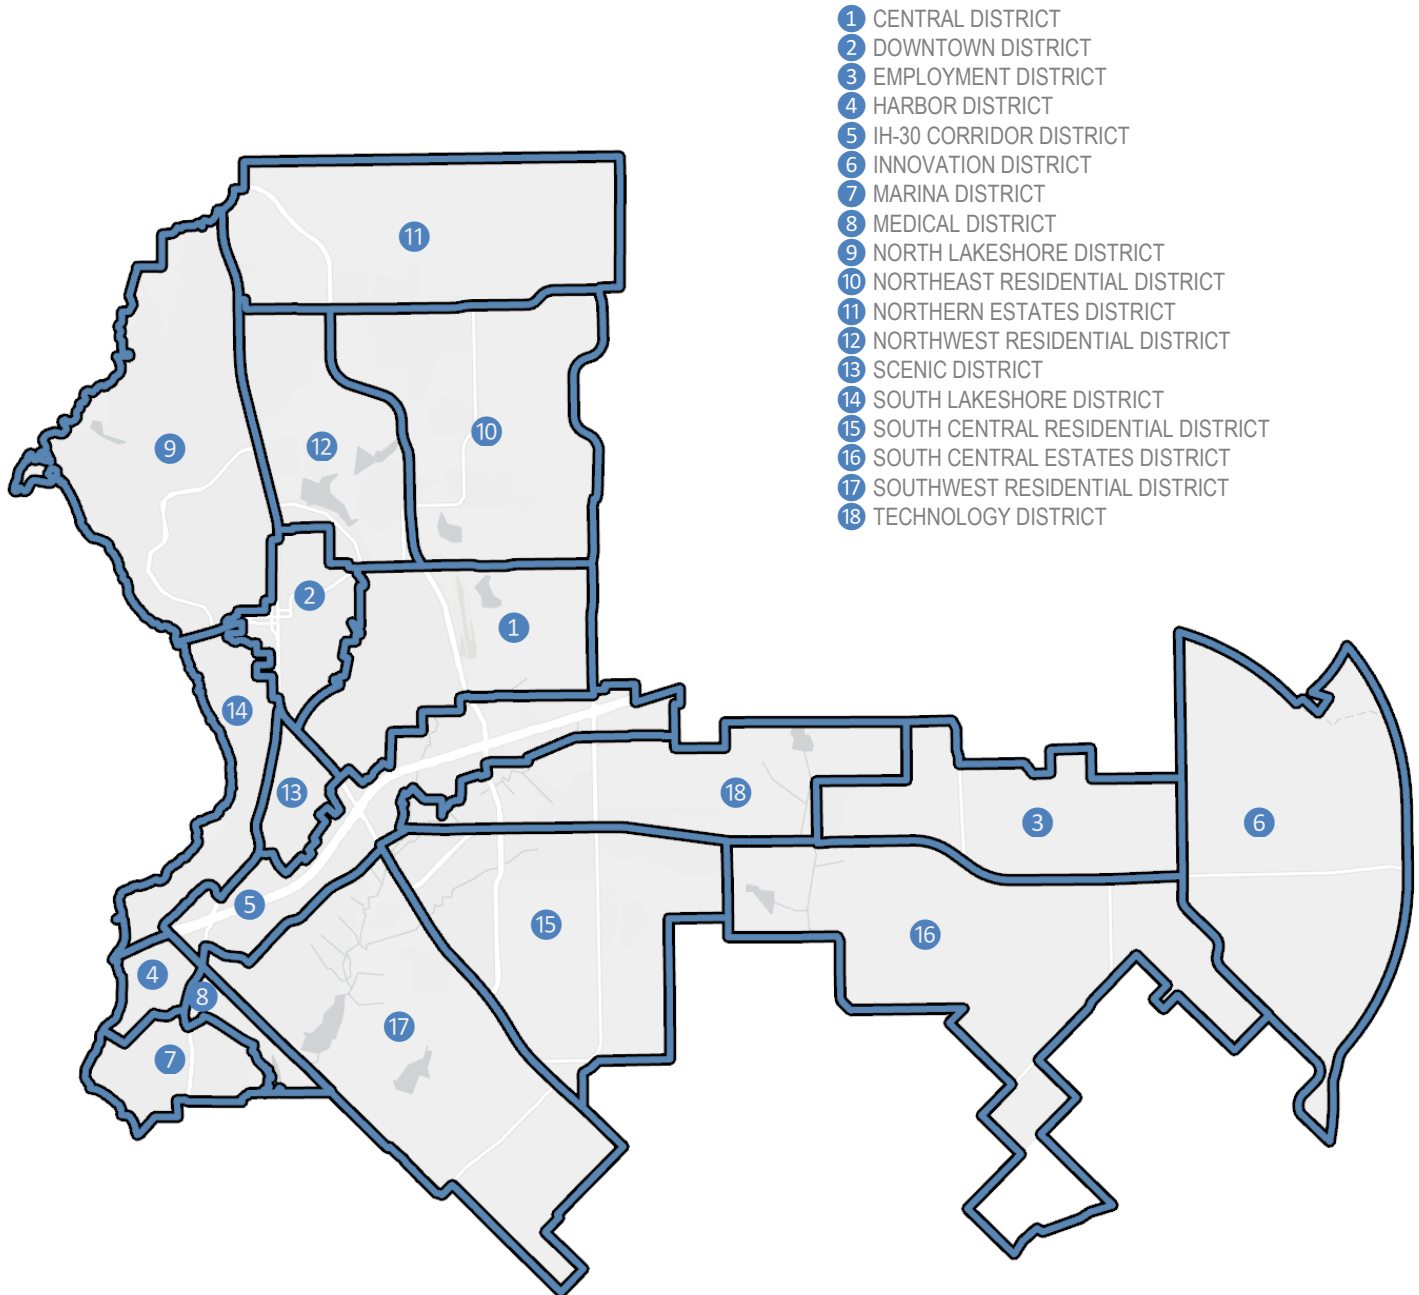 1 CENTRAL DISTRICT
2 DOWNTOWN DISTRICT
3 EMPLOYMENT DISTRICT
4 HARBOR DISTRICT
5 IH-30 CORRIDOR DISTRICT
6 INNOVATION DISTRICT
7 MARINA DISTRICT
8 MEDICAL DISTRICT
9 NORTH LAKESHORE DISTRICT
10 NORTHEAST RESIDENTIAL DISTRICT
11 NORTHERN ESTATES DISTRICT
12 NORTHWEST RESIDENTIAL DISTRICT
13 SCENIC DISTRICT
14 SOUTH LAKESHORE DISTRICT
15 SOUTH CENTRAL RESIDENTIAL DISTRICT
16 SOUTH CENTRAL ESTATES DISTRICT
17 SOUTHWEST RESIDENTIAL DISTRICT
18 TECHNOLOGY DISTRICT
11
10
12
9
2
1
14
13
18
3
6
5
15
16
4
8
17
7